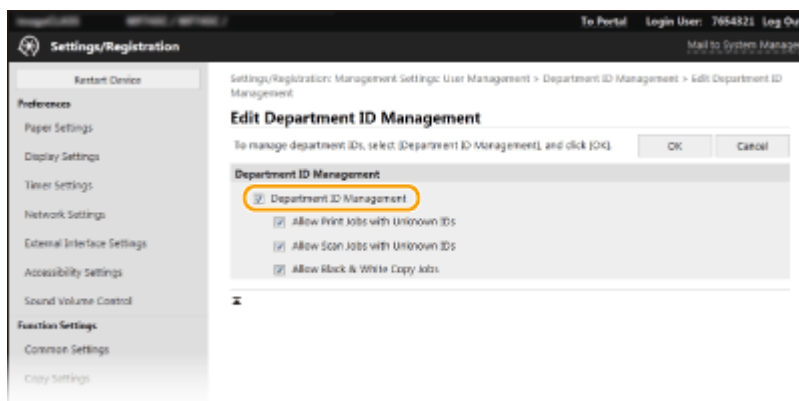 To Portal Login User: 7654321 Log Ou
Settings/Registration
Mail to System Manage
Restart Device
Preferences
Paper Settings
Display Settings
Timer Settings
Network Settings
External Interface Settings
Accessibility Settings
Sound Volume Control
Function Settings
Common Settings
Copy Settings
Settings/Registration: Management Settings: User Management > Department ID Management > Edit Department ID
Management
Edit Department ID Management
To manage department IDs, select [Department ID Management], and click [OK].
OK
Cancel
Department ID Management
Department ID Management
Allow Print Jobs with Unknown IDs
Allow Scan Jobs with Unknown IDs
Allow Black & White Copy Jobs